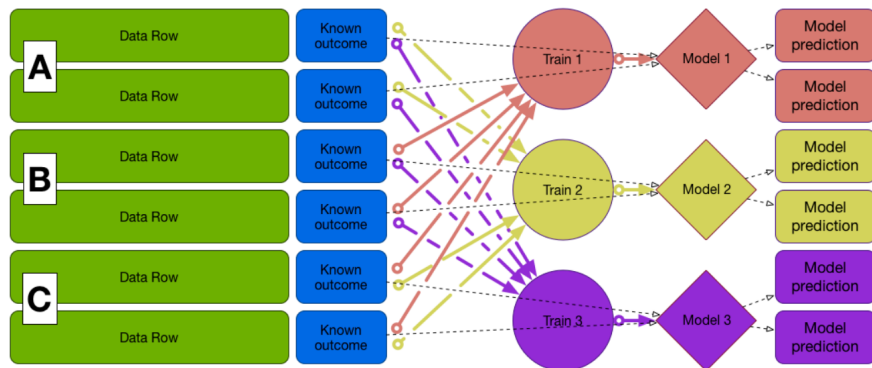 Data Row
Known
outcome
Train 1
Model 1
Model
prediction
A
Data Row
Known
outcome
Model
prediction
Data Row
Known
outcome
Train 2
Model 2
Model
prediction
B
Data Row
Known
outcome
Model
prediction
Data Row
Known
outcome
Train 3
Model 3
Model
prediction
C
Data Row
Known
outcome
Model
prediction